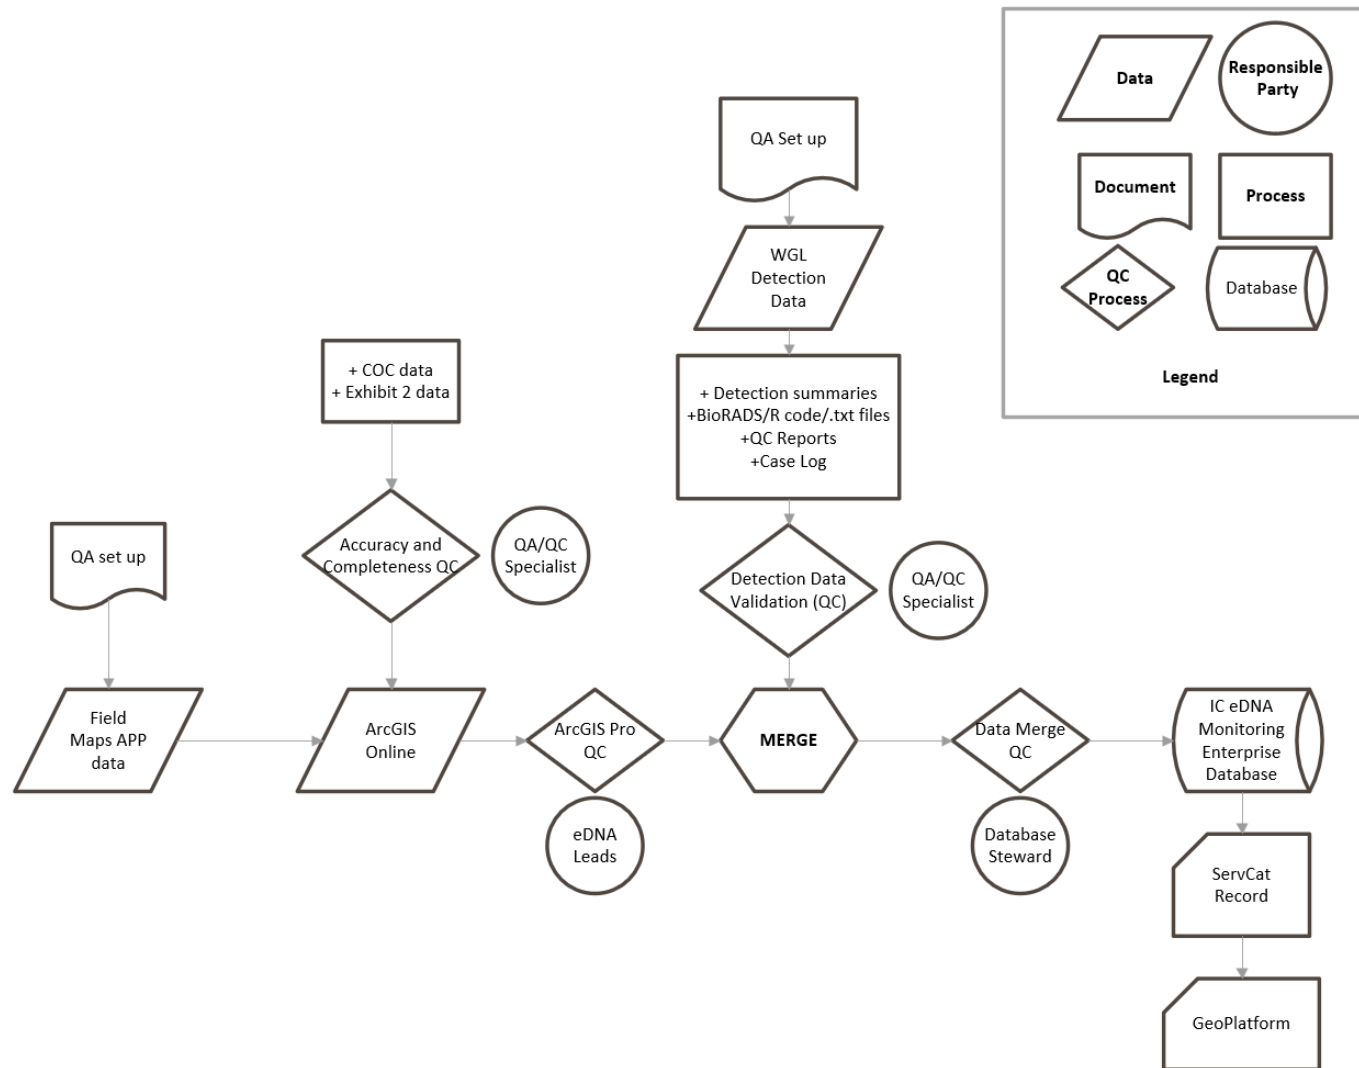 Data
Responsible
Party
Document
Process
QC
Process
Database
Legend
QA Set up
WGL
Detection
Data
+ Detection summaries
+BioRADS/R code/.txt files
+QC Reports
+Case Log
Detection Data
Validation (QC)
QA/QC
Specialist
+ COC data
+ Exhibit 2 data
Accuracy and
Completeness QC
QA/QC
Specialist
QA set up
Field
Maps APP
data
ArcGIS
Online
ArcGIS Pro
QC
eDNA
Leads
MERGE
Data Merge
QC
Database
Steward
IC eDNA
Monitoring
Enterprise
Database
ServCat
Record
GeoPlatform